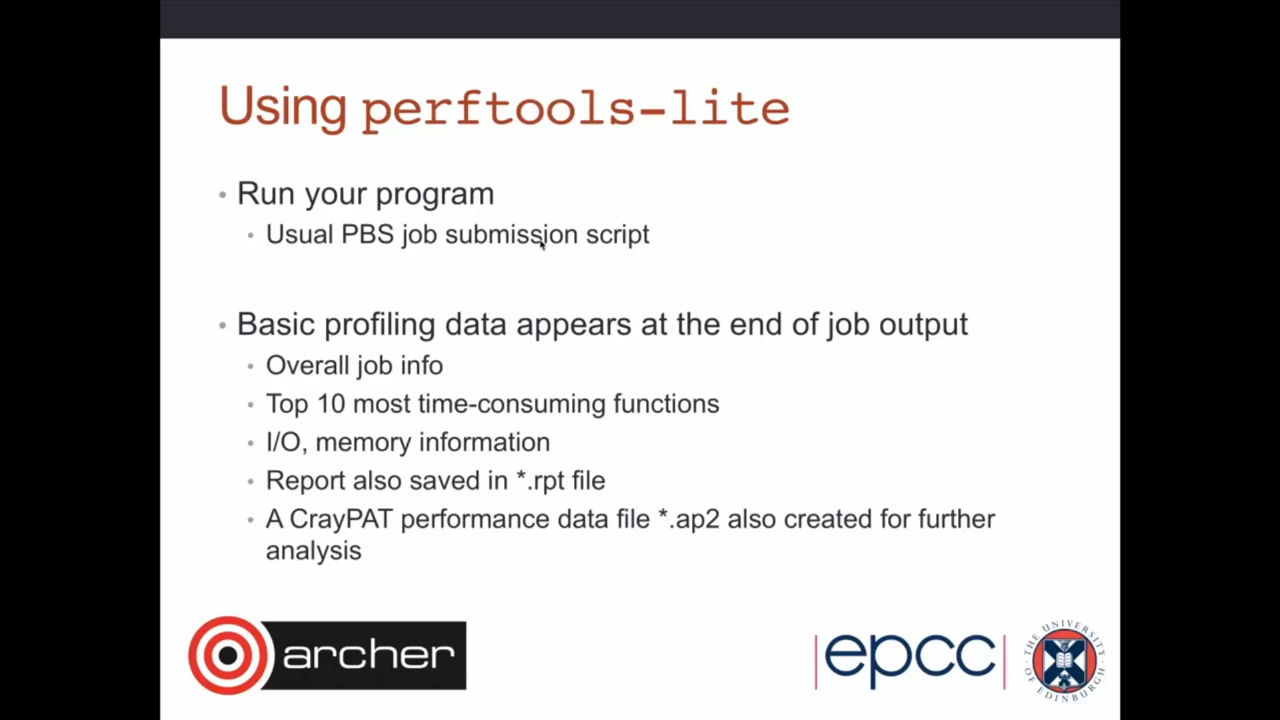 Using perftools-lite
• Run your program
• Usual PBS job submission script
• Basic profiling data appears at the end of job output
• Overall job info
• Top 10 most time-consuming functions
• I/O, memory information
• Report also saved in *.rpt file
• A CrayPAT performance data file *.ap2 also created for further
analysis
archer
epcc
THE UNIVERSITY
OF EDINBURGH